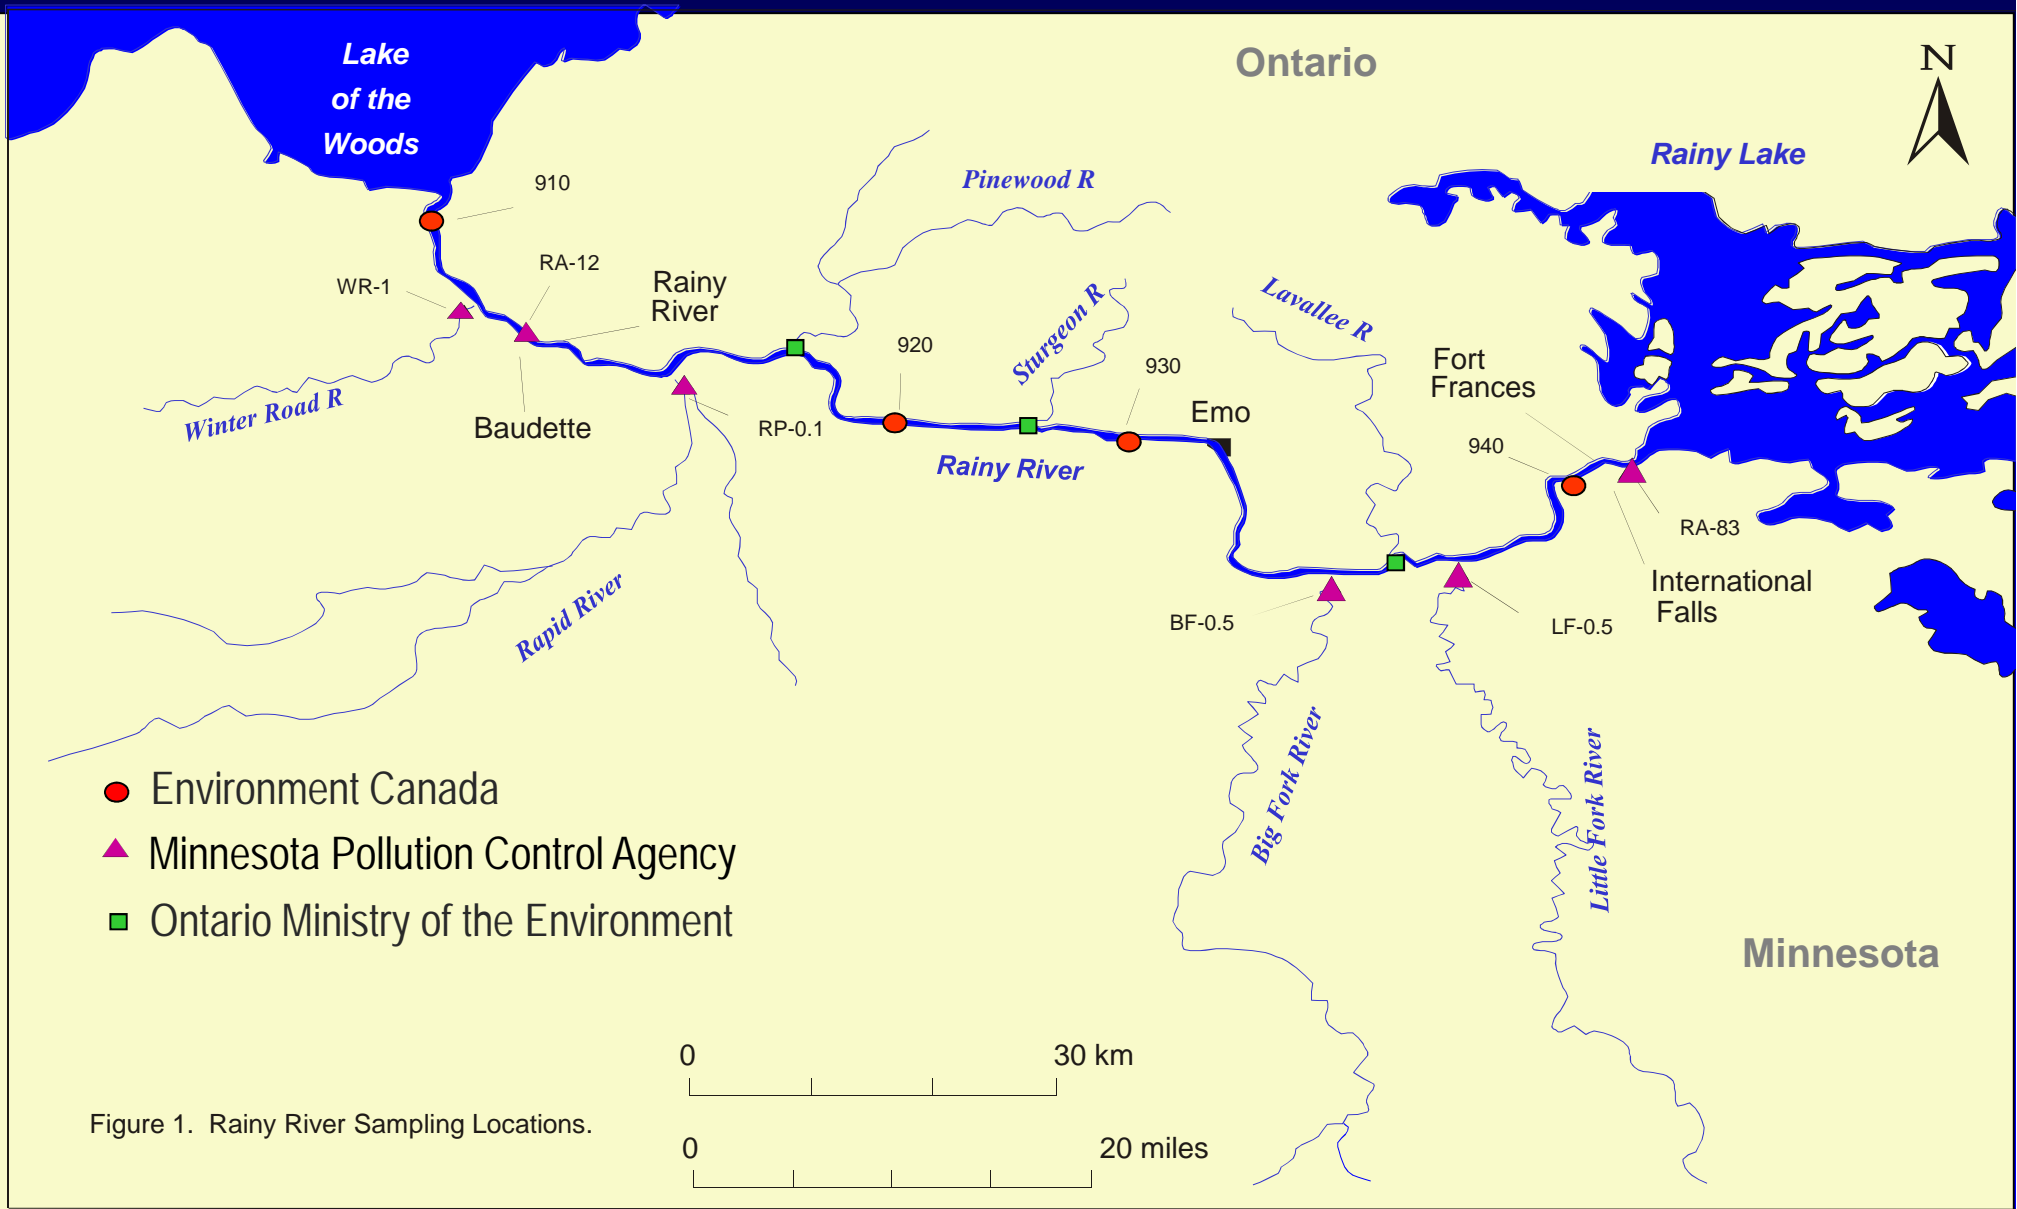 Lake
of the
Woods
Ontario
N
Rainy Lake
910
Pinewood R
WR-1
RA-12
Rainy
River
Sturgeon R
Lavallee R
920
930
Fort
Frances
Winter Road R
Baudette
RP-0.1
Emo
940
Rainy River
RA-83
International
Falls
Rapid River
BF-0.5
LF-0.5
Big Fork River
Little Fork River
Environment Canada
Minnesota Pollution Control Agency
Ontario Ministry of the Environment
Minnesota
0 30 km
Figure 1. Rainy River Sampling Locations.
0 20 miles